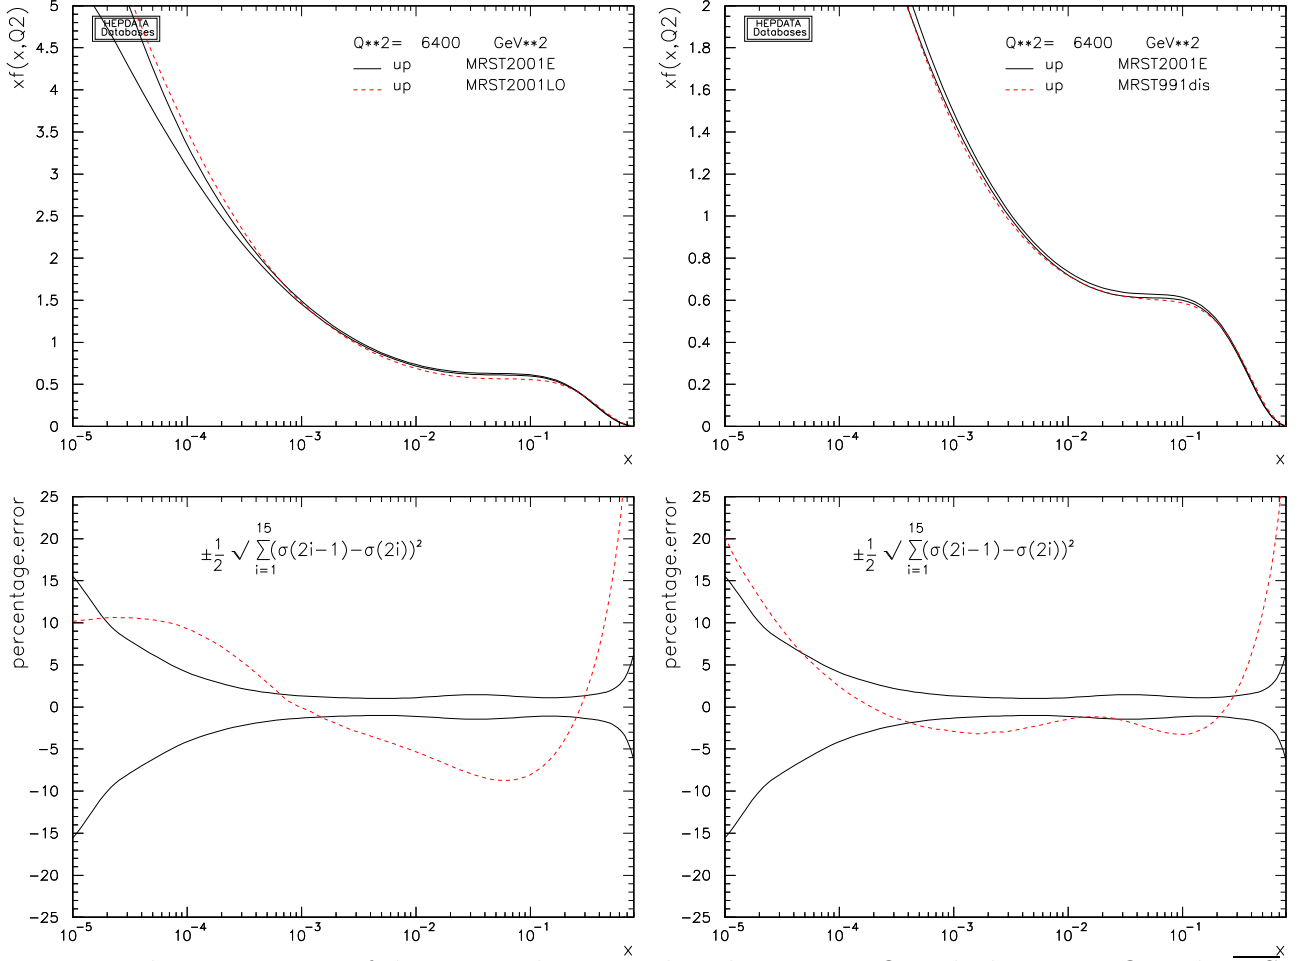 HEPDATA
Databases
Q**2= 6400 GeV**2
up MRST2001E
up MRST2001LO
xf(x,Q2)
5
4.5
4
3.5
3
2.5
2
1.5
1
0.5
0
10-5 10-4 10-3 10-2 10-1
x
HEPDATA
Databases
Q**2= 6400 GeV**2
up MRST2001E
up MRST991dis
xf(x,Q2)
2
1.8
1.6
1.4
1.2
1
0.8
0.6
0.4
0.2
0
10-5 10-4 10-3 10-2 10-1
x
percentage.error
25
20
15
10
5
0
−5
−10
−15
−20
−25
±1/2 √ 15∑i=1 (σ(2i−1)−σ(2i))²
10-5 10-4 10-3 10-2 10-1
x
percentage.error
25
20
15
10
5
0
−5
−10
−15
−20
−25
±1/2 √ 15∑i=1 (σ(2i−1)−σ(2i))²
10-5 10-4 10-3 10-2 10-1
x